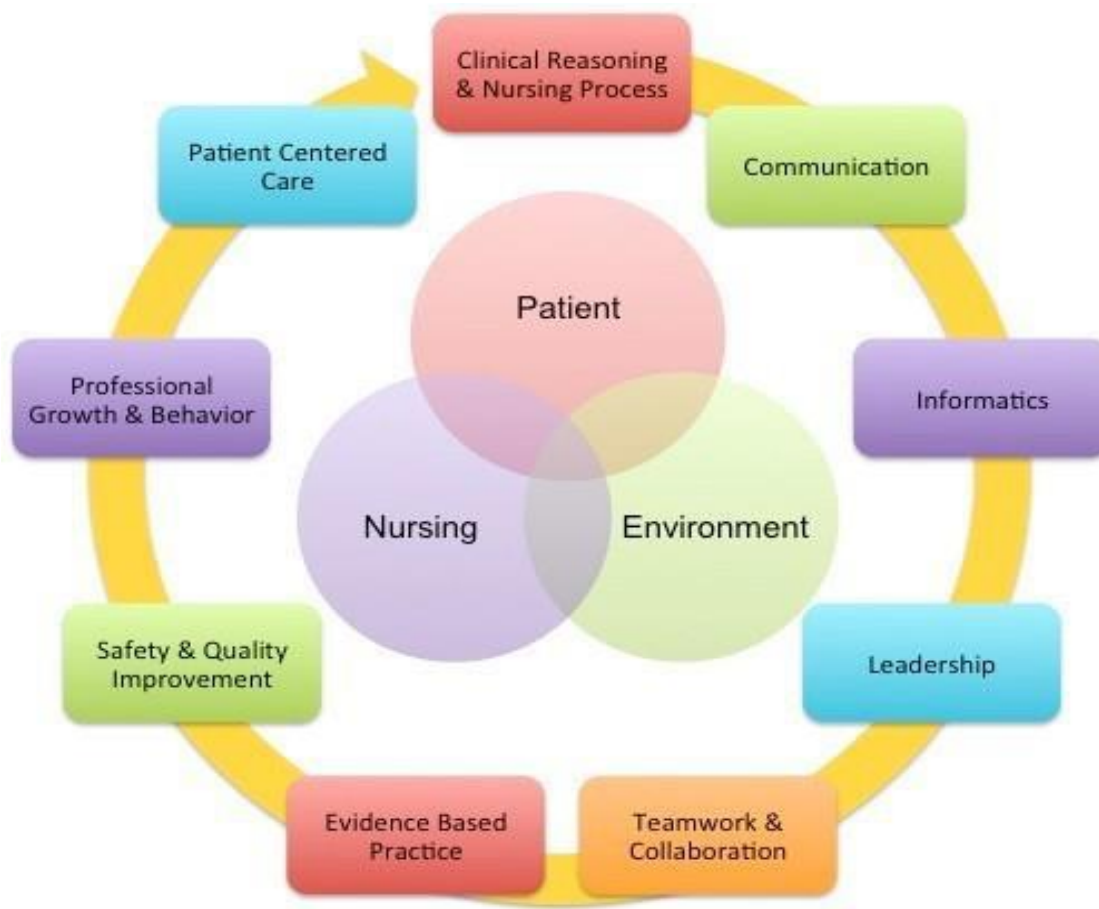 Clinical Reasoning
& Nursing Process
Communication
Informatics
Leadership
Teamwork &
Collaboration
Evidence Based
Practice
Safety & Quality
Improvement
Professional
Growth & Behavior
Patient Centered
Care
Patient
Nursing
Environment